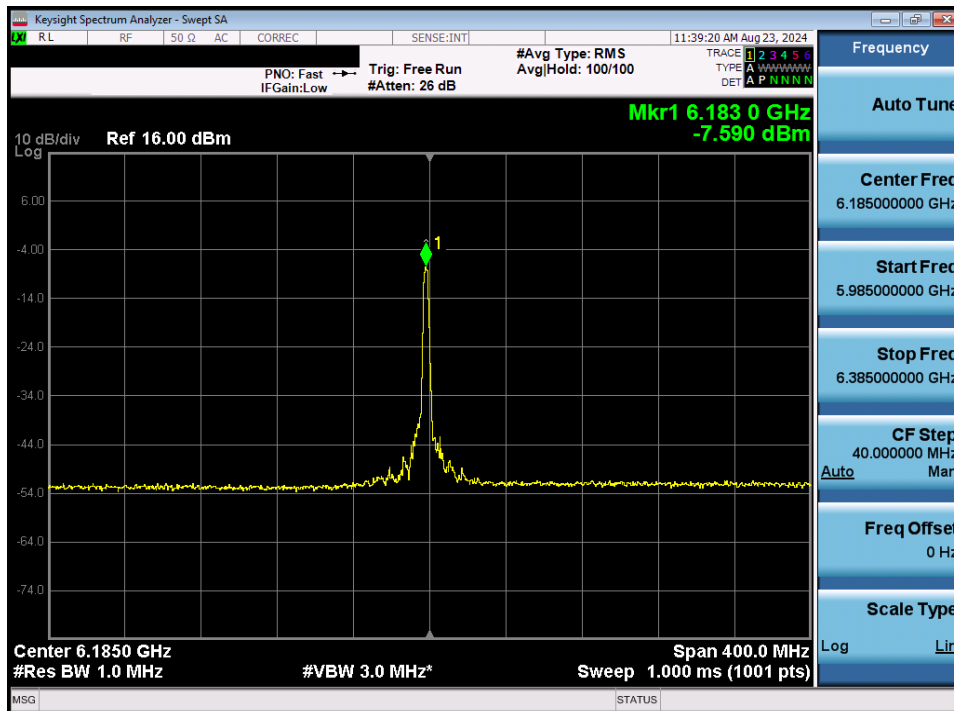 Keysight Spectrum Analyzer - Swept SA
LXI RL RF 50 Ω AC CORREC SENSE:INT 11:39:20 AM Aug 23, 2024
PNO: Fast
IFGain:Low
Trig: Free Run
#Atten: 26 dB
#Avg Type: RMS
Avg|Hold: 100/100
TRACE 1 2 3 4 5 6
TYPE A WWWWW
DET A P N N N N
Mkr1 6.183 0 GHz
-7.590 dBm
10 dB/div Ref 16.00 dBm
Log
6.00
-4.00
-14.0
-24.0
-34.0
-44.0
-54.0
-64.0
-74.0
1
Center 6.1850 GHz Span 400.0 MHz
#Res BW 1.0 MHz #VBW 3.0 MHz* Sweep 1.000 ms (1001 pts)
MSG STATUS
Frequency
Auto Tune
Center Freq
6.185000000 GHz
Start Freq
5.985000000 GHz
Stop Freq
6.385000000 GHz
CF Step
40.000000 MHz
Auto Man
Freq Offset
0 Hz
Scale Type
Log Lin